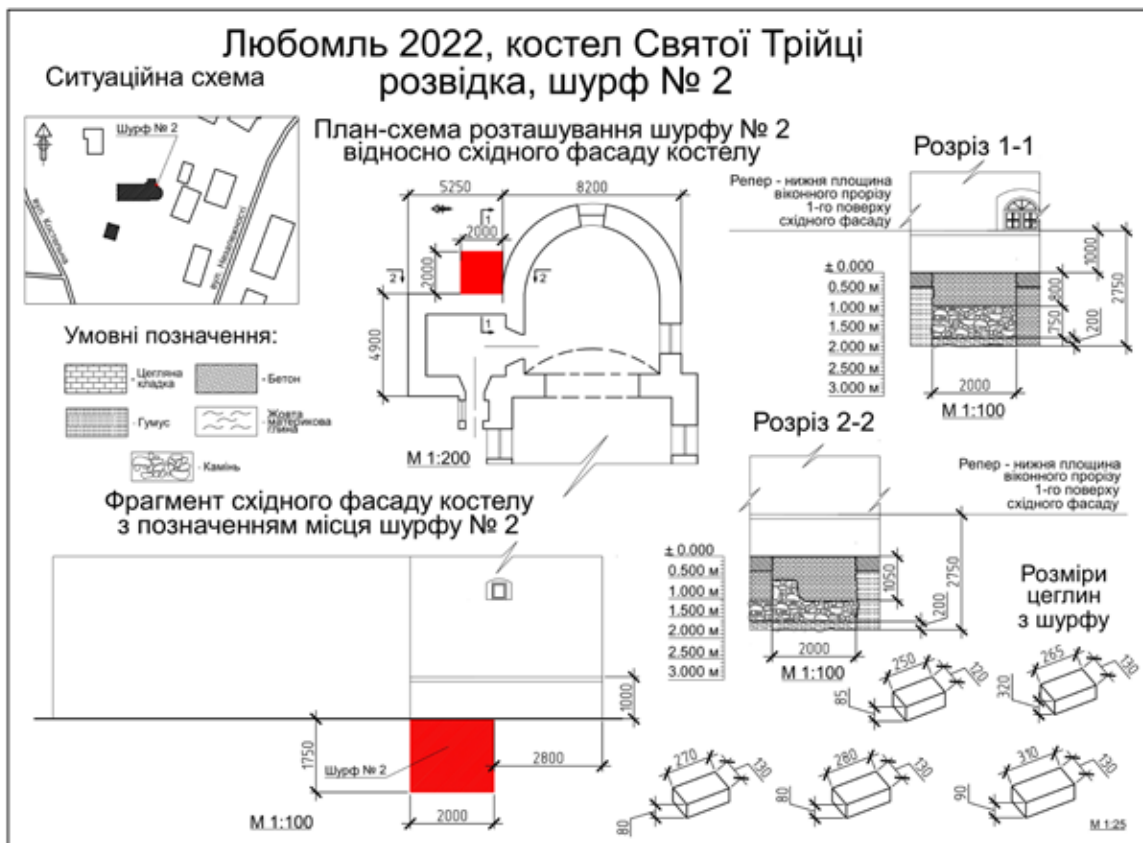 Любомль 2022, костел Святої Трійці
розвідка, шурф № 2
Ситуаційна схема
Шурф № 2
вул. Костельна
вул. Незалежності
План-схема розташування шурфу № 2
відносно східного фасаду костелу
5250
8200
1
2000
2000
2
2
1
4900
М 1:200
Розріз 1-1
Репер - нижня площина
віконного прорізу
1-го поверху
східного фасаду
± 0.000
0.500 м
1.000 м
1.500 м
2.000 м
2.500 м
3.000 м
1000
2750
800
750
200
2000
М 1:100
Умовні позначення:
- Цегляна
кладка
- Бетон
- Гумус
- Жовта
материкова
глина
- Камінь
Розріз 2-2
Репер - нижня площина
віконного прорізу
1-го поверху
східного фасаду
± 0.000
0.500 м
1.000 м
1.500 м
2.000 м
2.500 м
3.000 м
1050
2750
200
2000
М 1:100
Фрагмент східного фасаду костелу
з позначенням місця шурфу № 2
1000
1750
Шурф № 2
2800
2000
М 1:100
Розміри
цеглин
з шурфу
250
120
85
265
130
320
270
130
80
280
130
80
310
130
90
М 1:25